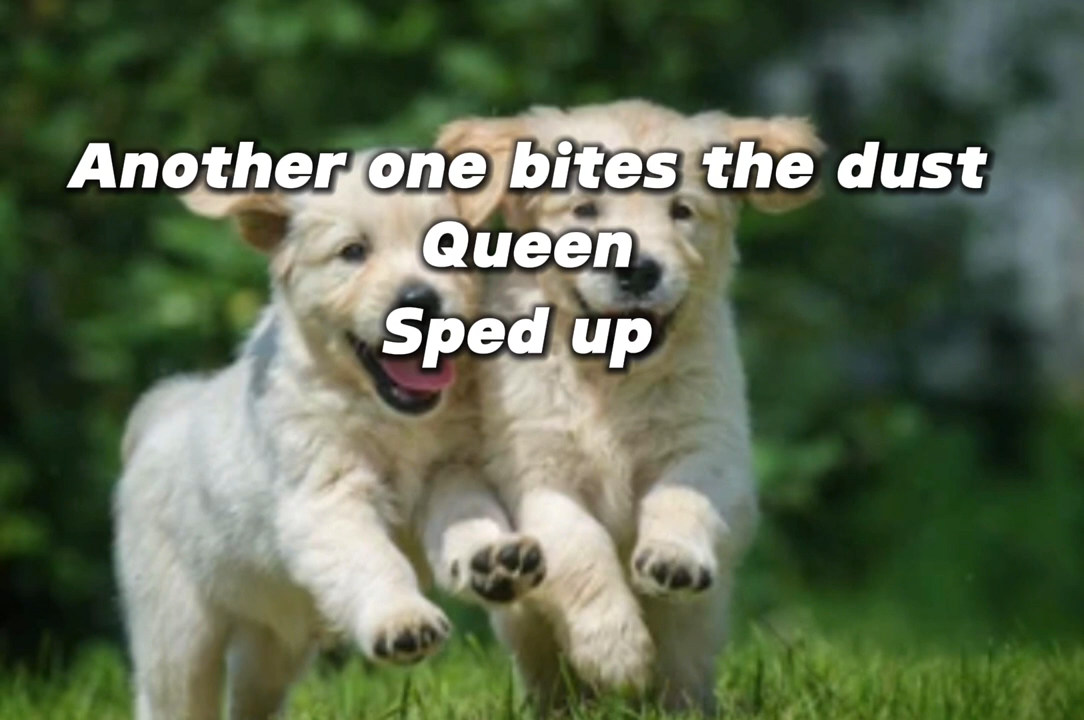 Another one bites the dust
Queen
Sped up